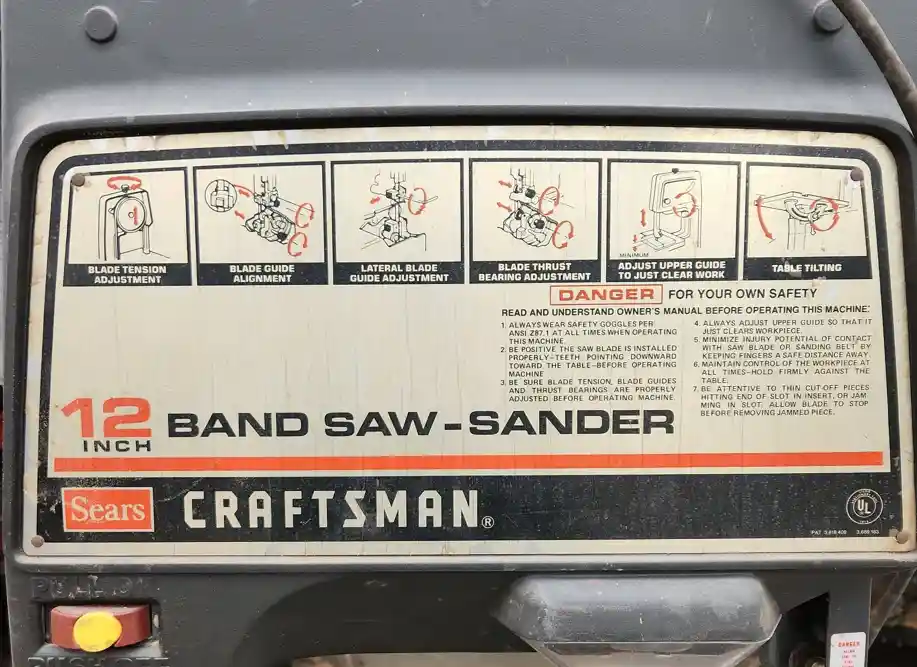 BLADE TENSION
ADJUSTMENT
BLADE GUIDE
ALIGNMENT
LATERAL BLADE
GUIDE ADJUSTMENT
BLADE THRUST
BEARING ADJUSTMENT
MINIMUM
ADJUST UPPER GUIDE
TO JUST CLEAR WORK
TABLE TILTING
DANGER FOR YOUR OWN SAFETY
READ AND UNDERSTAND OWNER'S MANUAL BEFORE OPERATING THIS MACHINE:
1. ALWAYS WEAR SAFETY GOGGLES PER
ANSI Z87.1 AT ALL TIMES WHEN OPERATING
THIS MACHINE.
2. BE POSITIVE THE SAW BLADE IS INSTALLED
PROPERLY-TEETH POINTING DOWNWARD
TOWARD THE TABLE-BEFORE OPERATING
MACHINE
3. BE SURE BLADE TENSION, BLADE GUIDES
AND THRUST BEARINGS ARE PROPERLY
ADJUSTED BEFORE OPERATING MACHINE.
4. ALWAYS ADJUST UPPER GUIDE SO THAT IT
JUST CLEARS WORKPIECE.
5. MINIMIZE INJURY POTENTIAL OF CONTACT
WITH SAW BLADE OR SANDING BELT BY
KEEPING FINGERS A SAFE DISTANCE AWAY.
6. MAINTAIN CONTROL OF THE WORKPIECE AT
ALL TIMES-HOLD FIRMLY AGAINST THE
TABLE.
7. BE ATTENTIVE TO THIN CUT-OFF PIECES
HITTING END OF SLOT IN INSERT, OR JAM-
MING IN SLOT. ALLOW BLADE TO STOP
BEFORE REMOVING JAMMED PIECE.
12
INCH
BAND SAW-SANDER
Sears
CRAFTSMAN®
UL
DANGER